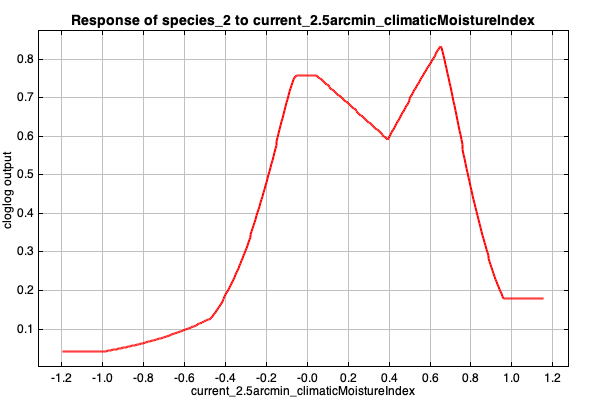 Response of species_2 to current_2.5arcmin_climaticMoistureIndex
cloglog output
0.8
0.7
0.6
0.5
0.4
0.3
0.2
0.1
-1.2 -1.0 -0.8 -0.6 -0.4 -0.2 -0.0 0.2 0.4 0.6 0.8 1.0 1.2
current_2.5arcmin_climaticMoistureIndex